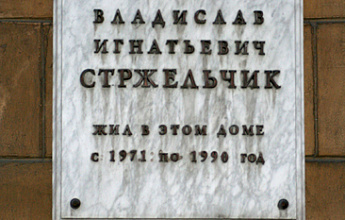 ВЛАДИСЛАВ
ИГНАТЬЕВИЧ
СТРЖЕЛЬЧИК
ЖИЛ В ЭТОМ ДОМЕ
С 1971 ПО 1990 ГОД